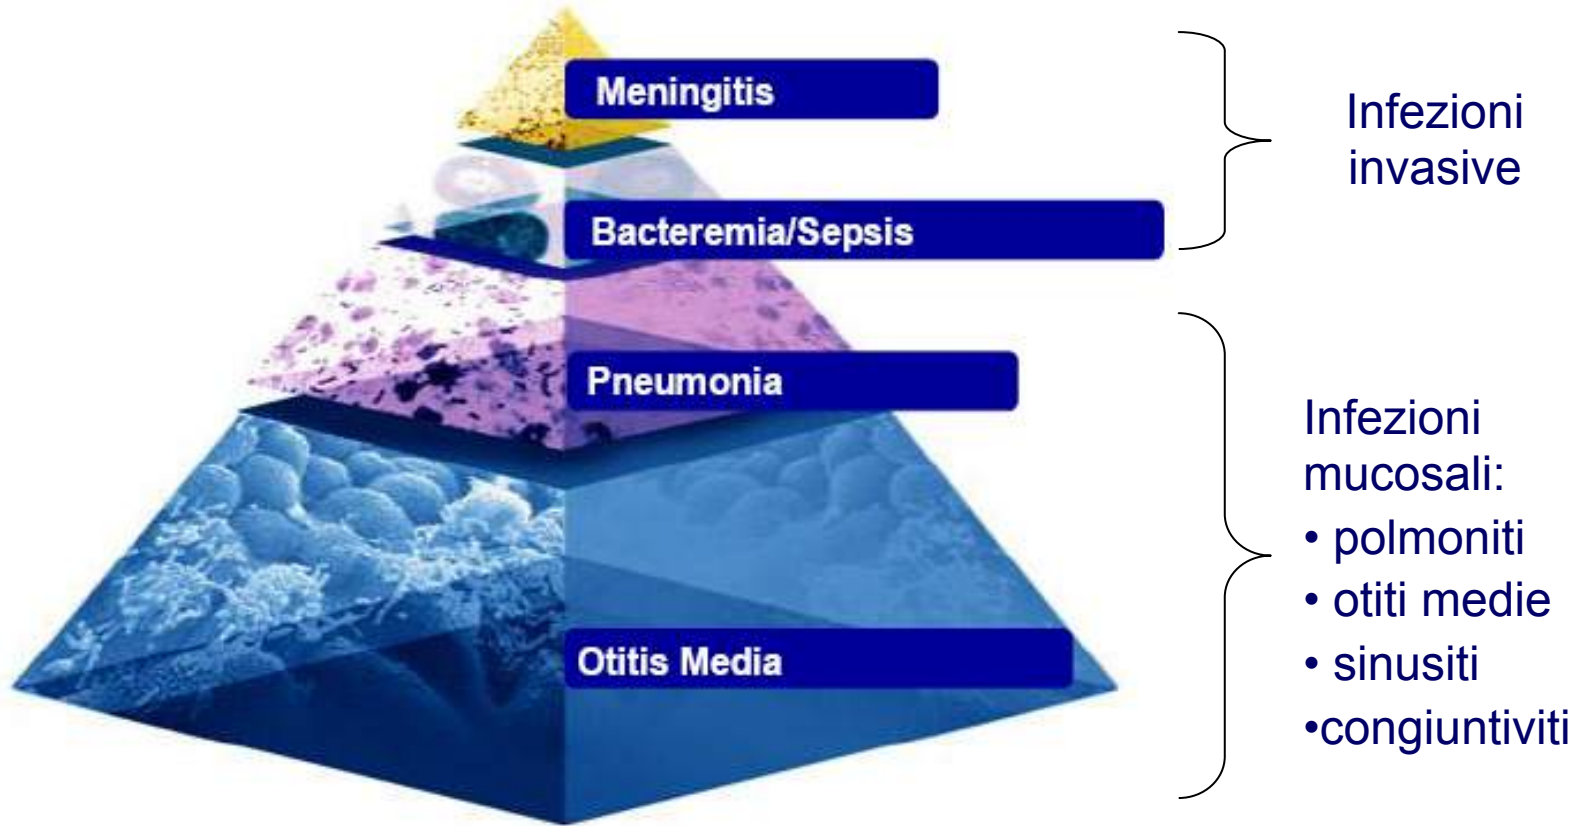 Meningitis
Infezioni
invasive
Bacteremia/Sepsis
Pneumonia
Otitis Media
Infezioni
mucosali:
• polmoniti
• otiti medie
• sinusiti
•congiuntiviti